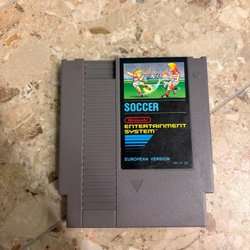 SOCCER
Nintendo
ENTERTAINMENT
SYSTEM
EUROPEAN VERSION